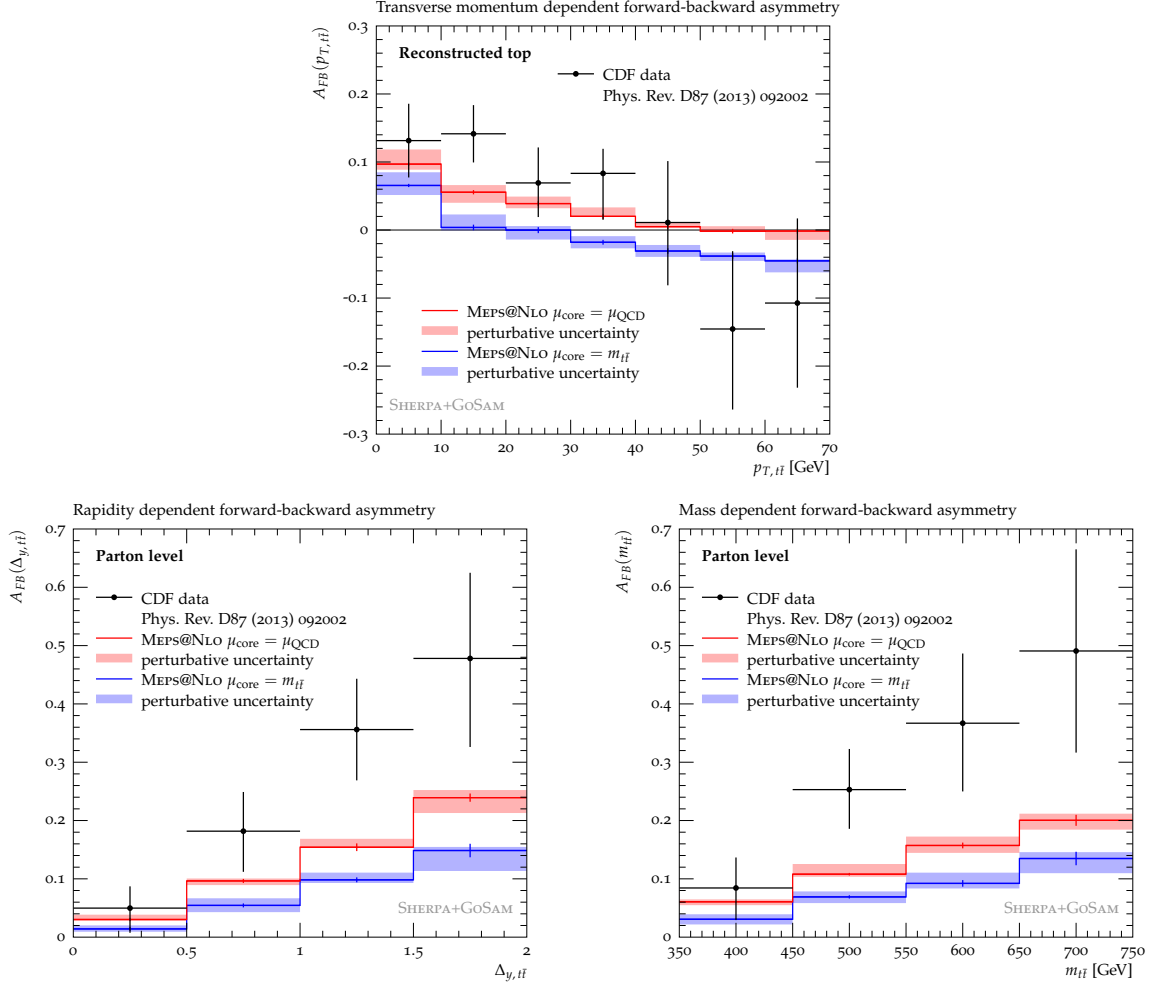 Transverse momentum dependent forward-backward asymmetry
A_FB(p_T,tt̄)
Reconstructed top
CDF data
Phys. Rev. D87 (2013) 092002
0.3
0.2
0.1
0
-0.1
-0.2
-0.3
MEPS@NLO μ_core = μ_QCD
perturbative uncertainty
MEPS@NLO μ_core = m_tt̄
perturbative uncertainty
SHERPA+GOSAM
0 10 20 30 40 50 60 70
p_T,tt̄ [GeV]
Rapidity dependent forward-backward asymmetry
A_FB(Δ_y,tt̄)
Parton level
CDF data
Phys. Rev. D87 (2013) 092002
MEPS@NLO μ_core = μ_QCD
perturbative uncertainty
MEPS@NLO μ_core = m_tt̄
perturbative uncertainty
0.7
0.6
0.5
0.4
0.3
0.2
0.1
0
SHERPA+GOSAM
0 0.5 1 1.5 2
Δ_y,tt̄
Mass dependent forward-backward asymmetry
A_FB(m_tt̄)
Parton level
CDF data
Phys. Rev. D87 (2013) 092002
MEPS@NLO μ_core = μ_QCD
perturbative uncertainty
MEPS@NLO μ_core = m_tt̄
perturbative uncertainty
0.7
0.6
0.5
0.4
0.3
0.2
0.1
0
SHERPA+GOSAM
350 400 450 500 550 600 650 700 750
m_tt̄ [GeV]